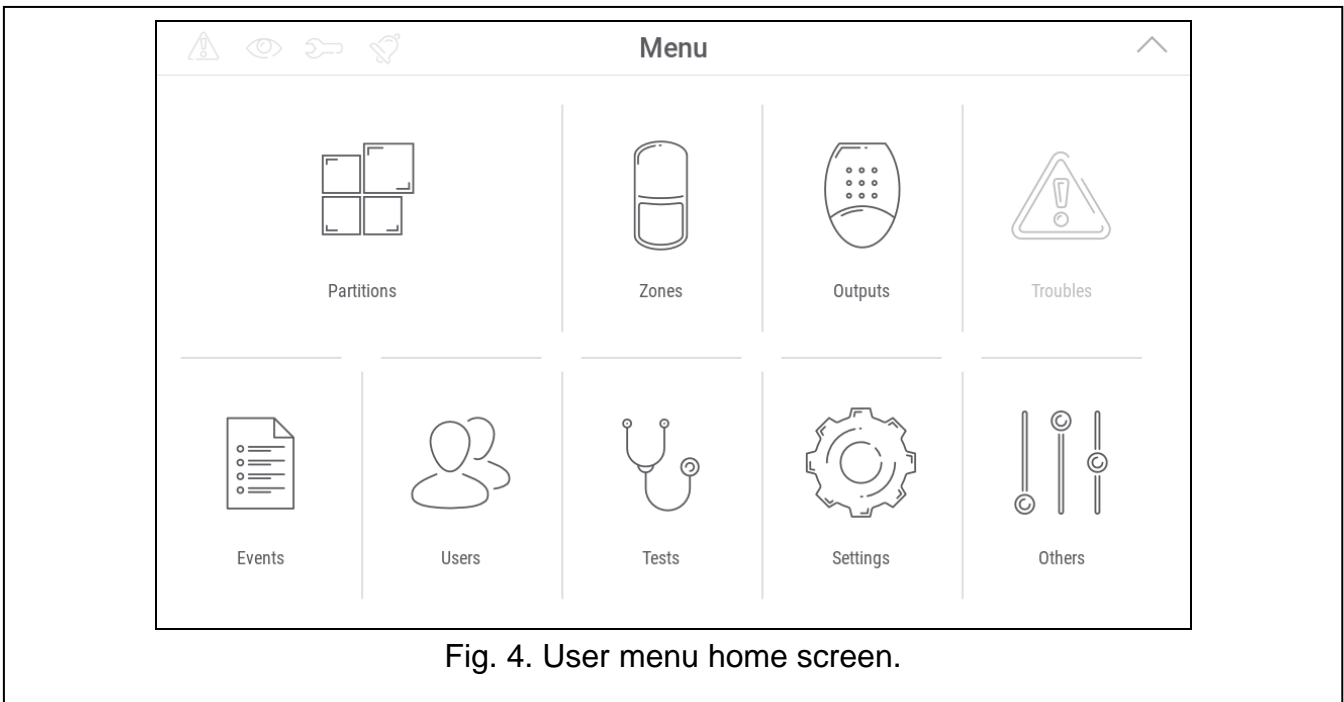 Menu
Partitions
Zones
Outputs
Troubles
Events
Users
Tests
Settings
Others
Fig. 4. User menu home screen.